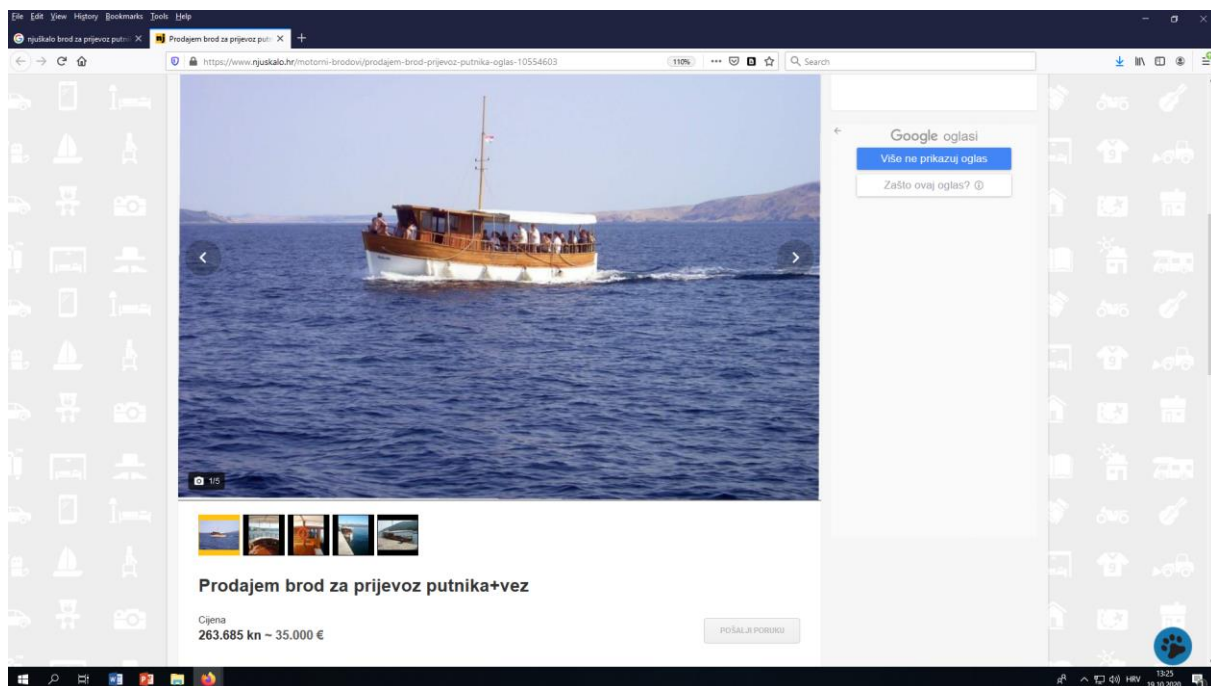 File Edit View History Bookmarks Tools Help
njuškalo brod za prijevoz putni
Prodajem brod za prijevoz putn
https://www.njuskalo.hr/motorni-brodovi/prodajem-brod-prijevoz-putnika-oglas-10554603
110%
Search
Google oglasi
Više ne prikazuj oglas
Zašto ovaj oglas?
1/5
Prodajem brod za prijevoz putnika+vez
Cijena
263.685 kn ~ 35.000 €
POŠALJI PORUKU
HRV
13:25
19.10.2020.